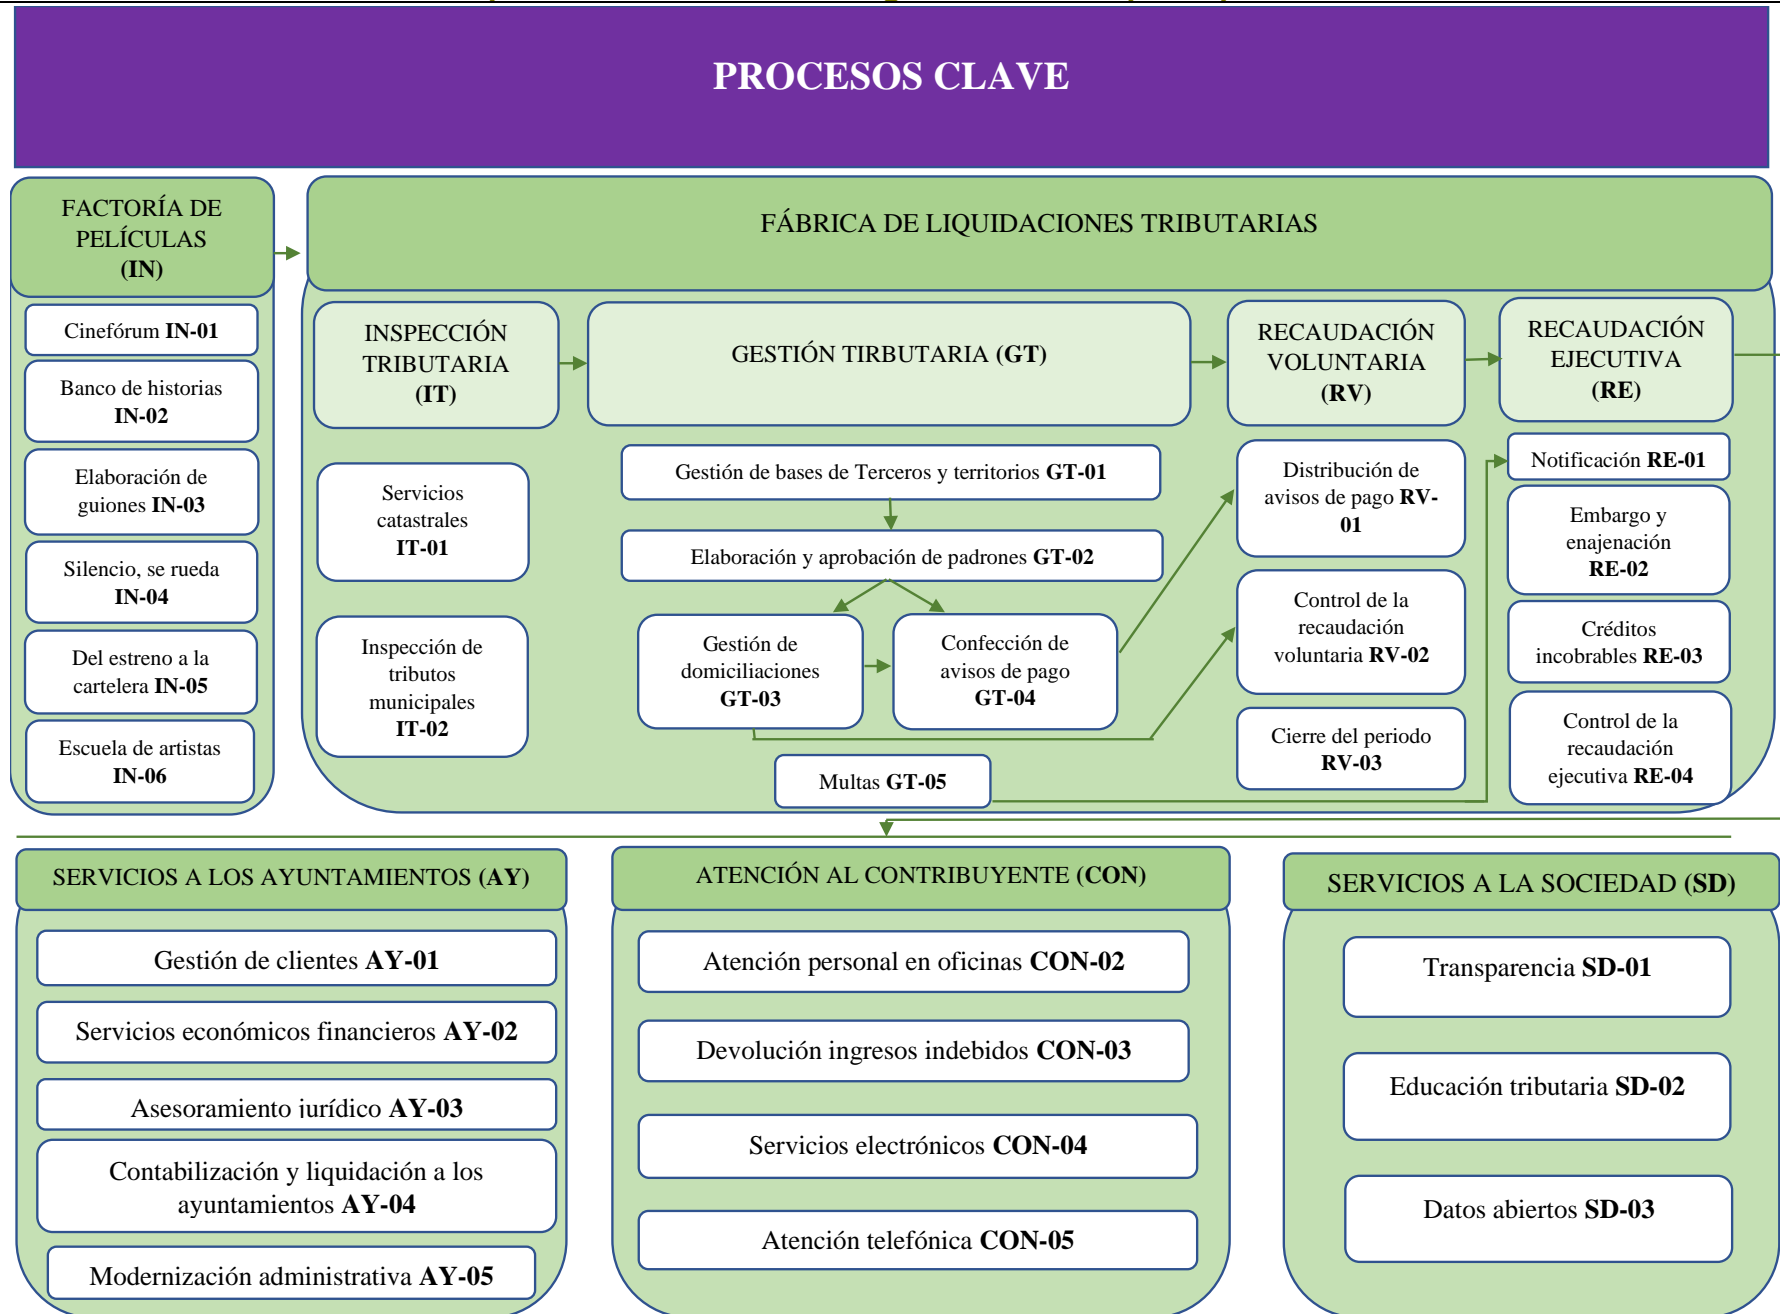 PROCESOS CLAVE
FACTORÍA DE
PELÍCULAS
(IN)
Cinefórum IN-01
Banco de historias
IN-02
Elaboración de
guiones IN-03
Silencio, se rueda
IN-04
Del estreno a la
cartelera IN-05
Escuela de artistas
IN-06
FÁBRICA DE LIQUIDACIONES TRIBUTARIAS
INSPECCIÓN
TRIBUTARIA
(IT)
Servicios
catastrales
IT-01
Inspección de
tributos
municipales
IT-02
GESTIÓN TIRBUTARIA (GT)
Gestión de bases de Terceros y territorios GT-01
Elaboración y aprobación de padrones GT-02
Gestión de
domiciliaciones
GT-03
Confección de
avisos de pago
GT-04
Multas GT-05
RECAUDACIÓN
VOLUNTARIA
(RV)
Distribución de
avisos de pago RV-
01
Control de la
recaudación
voluntaria RV-02
Cierre del periodo
RV-03
RECAUDACIÓN
EJECUTIVA
(RE)
Notificación RE-01
Embargo y
enajenación
RE-02
Créditos
incobrables RE-03
Control de la
recaudación
ejecutiva RE-04
SERVICIOS A LOS AYUNTAMIENTOS (AY)
Gestión de clientes AY-01
Servicios económicos financieros AY-02
Asesoramiento jurídico AY-03
Contabilización y liquidación a los
ayuntamientos AY-04
Modernización administrativa AY-05
ATENCIÓN AL CONTRIBUYENTE (CON)
Atención personal en oficinas CON-02
Devolución ingresos indebidos CON-03
Servicios electrónicos CON-04
Atención telefónica CON-05
SERVICIOS A LA SOCIEDAD (SD)
Transparencia SD-01
Educación tributaria SD-02
Datos abiertos SD-03